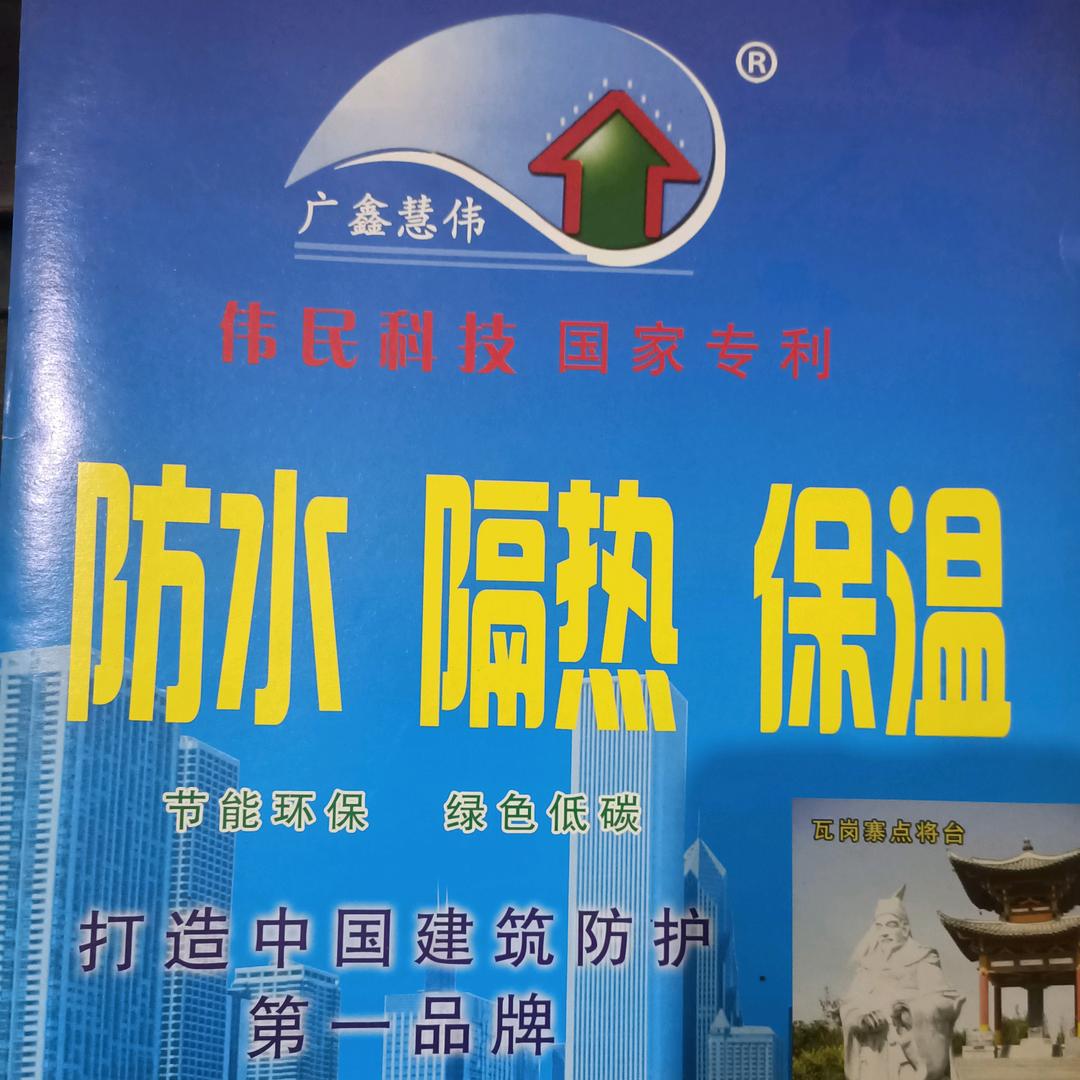 ®
广鑫慧伟
伟民科技 国家专利
防水 隔热 保温
节能环保 绿色低碳
瓦岗寨点将台
打造中国建筑防护
第一品牌